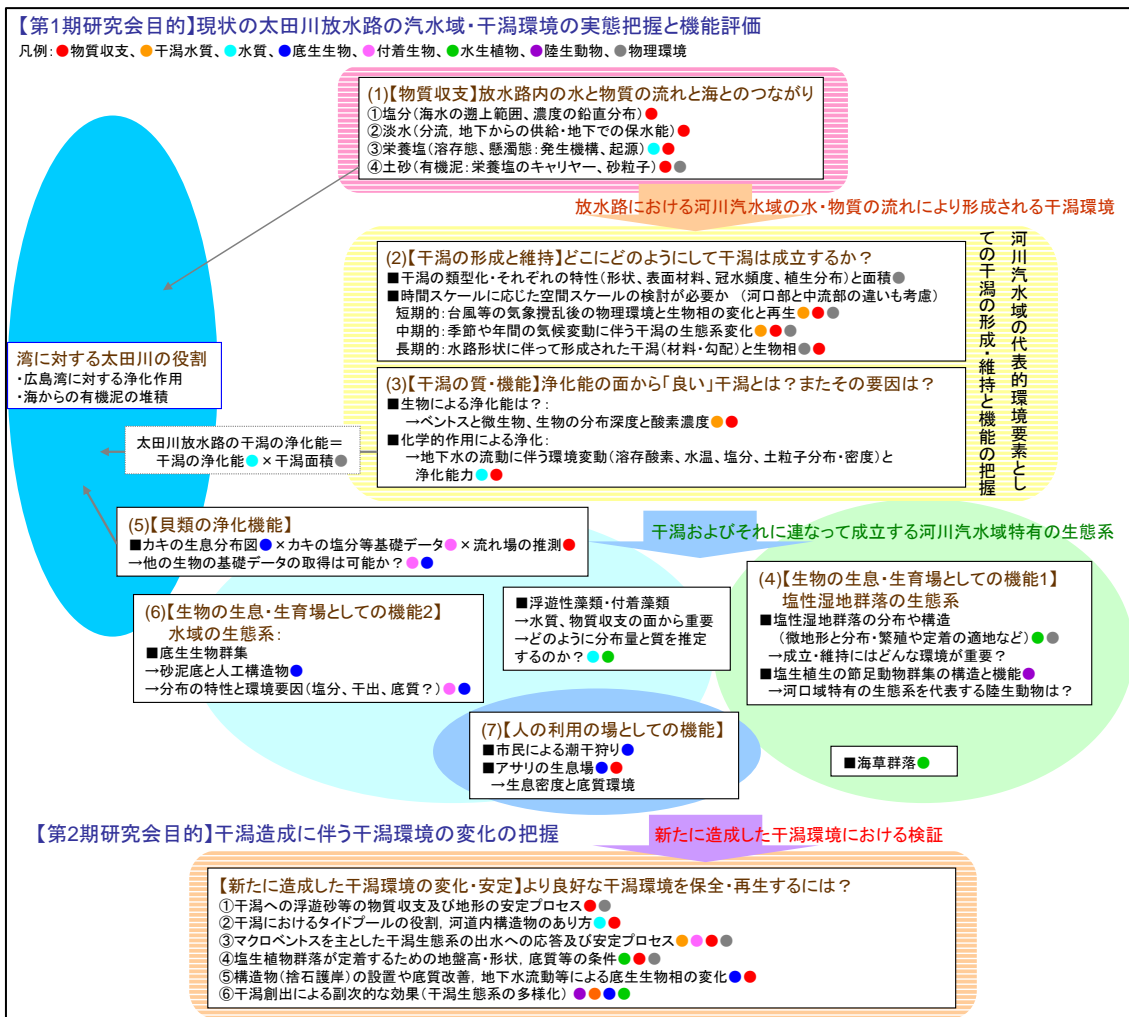 【第1期研究会目的】現状の太田川放水路の汽水域・干潟環境の実態把握と機能評価
凡例:●物質収支、●干潟水質、●水質、●底生生物、●付着生物、●水生植物、●陸生動物、●物理環境
(1)【物質収支】放水路内の水と物質の流れと海とのつながり
①塩分(海水の遡上範囲、濃度の鉛直分布)●
②淡水(分流, 地下からの供給・地下での保水能)●
③栄養塩(溶存態、懸濁態:発生機構、起源)●●
④土砂(有機泥:栄養塩のキャリヤー、砂粒子)●●
放水路における河川汽水域の水・物質の流れにより形成される干潟環境
河川汽水域の代表的環境要素とし
ての干潟の形成・維持と機能の把握
(2)【干潟の形成と維持】どこにどのようにして干潟は成立するか?
■干潟の類型化・それぞれの特性(形状、表面材料、冠水頻度、植生分布)と面積●
■時間スケールに応じた空間スケールの検討が必要か (河口部と中流部の違いも考慮)
短期的:台風等の気象擾乱後の物理環境と生物相の変化と再生●●●
中期的:季節や年間の気候変動に伴う干潟の生態系変化●●●
長期的:水路形状に伴って形成された干潟(材料・勾配)と生物相●●
(3)【干潟の質・機能】浄化能の面から「良い」干潟とは?またその要因は?
■生物による浄化能は?:
→ベントスと微生物、生物の分布深度と酸素濃度●●
■化学的作用による浄化:
→地下水の流動に伴う環境変動(溶存酸素、水温、塩分、土粒子分布・密度)と
浄化能力●●
湾に対する太田川の役割
・広島湾に対する浄化作用
・海からの有機泥の堆積
太田川放水路の干潟の浄化能=
干潟の浄化能●×干潟面積●
(5)【貝類の浄化機能】
■カキの生息分布図●×カキの塩分等基礎データ●×流れ場の推測●
→他の生物の基礎データの取得は可能か?●●
干潟およびそれに連なって成立する河川汽水域特有の生態系
(6)【生物の生息・生育場としての機能2】
水域の生態系:
■底生生物群集
→砂泥底と人工構造物●
→分布の特性と環境要因(塩分、干出、底質?)●●
■浮遊性藻類・付着藻類
→水質、物質収支の面から重要
→どのように分布量と質を推定
するのか?●●
(4)【生物の生息・生育場としての機能1】
塩性湿地群落の生態系
■塩性湿地群落の分布や構造
(微地形と分布・繁殖や定着の適地など)●●
→成立・維持にはどんな環境が重要?
■塩生植生の節足動物群集の構造と機能●
→河口域特有の生態系を代表する陸生動物は?
(7)【人の利用の場としての機能】
■市民による潮干狩り●
■アサリの生息場●●
→生息密度と底質環境
■海草群落●
【第2期研究会目的】干潟造成に伴う干潟環境の変化の把握
新たに造成した干潟環境における検証
【新たに造成した干潟環境の変化・安定】より良好な干潟環境を保全・再生するには?
①干潟への浮遊砂等の物質収支及び地形の安定プロセス●●
②干潟におけるタイドプールの役割, 河道内構造物のあり方●●
③マクロベントスを主とした干潟生態系の出水への応答及び安定プロセス●●●●
④塩生植物群落が定着するための地盤高・形状, 底質等の条件●●●
⑤構造物(捨石護岸)の設置や底質改善, 地下水流動等による底生生物相の変化●●
⑥干潟創出による副次的な効果(干潟生態系の多様化)●●●●